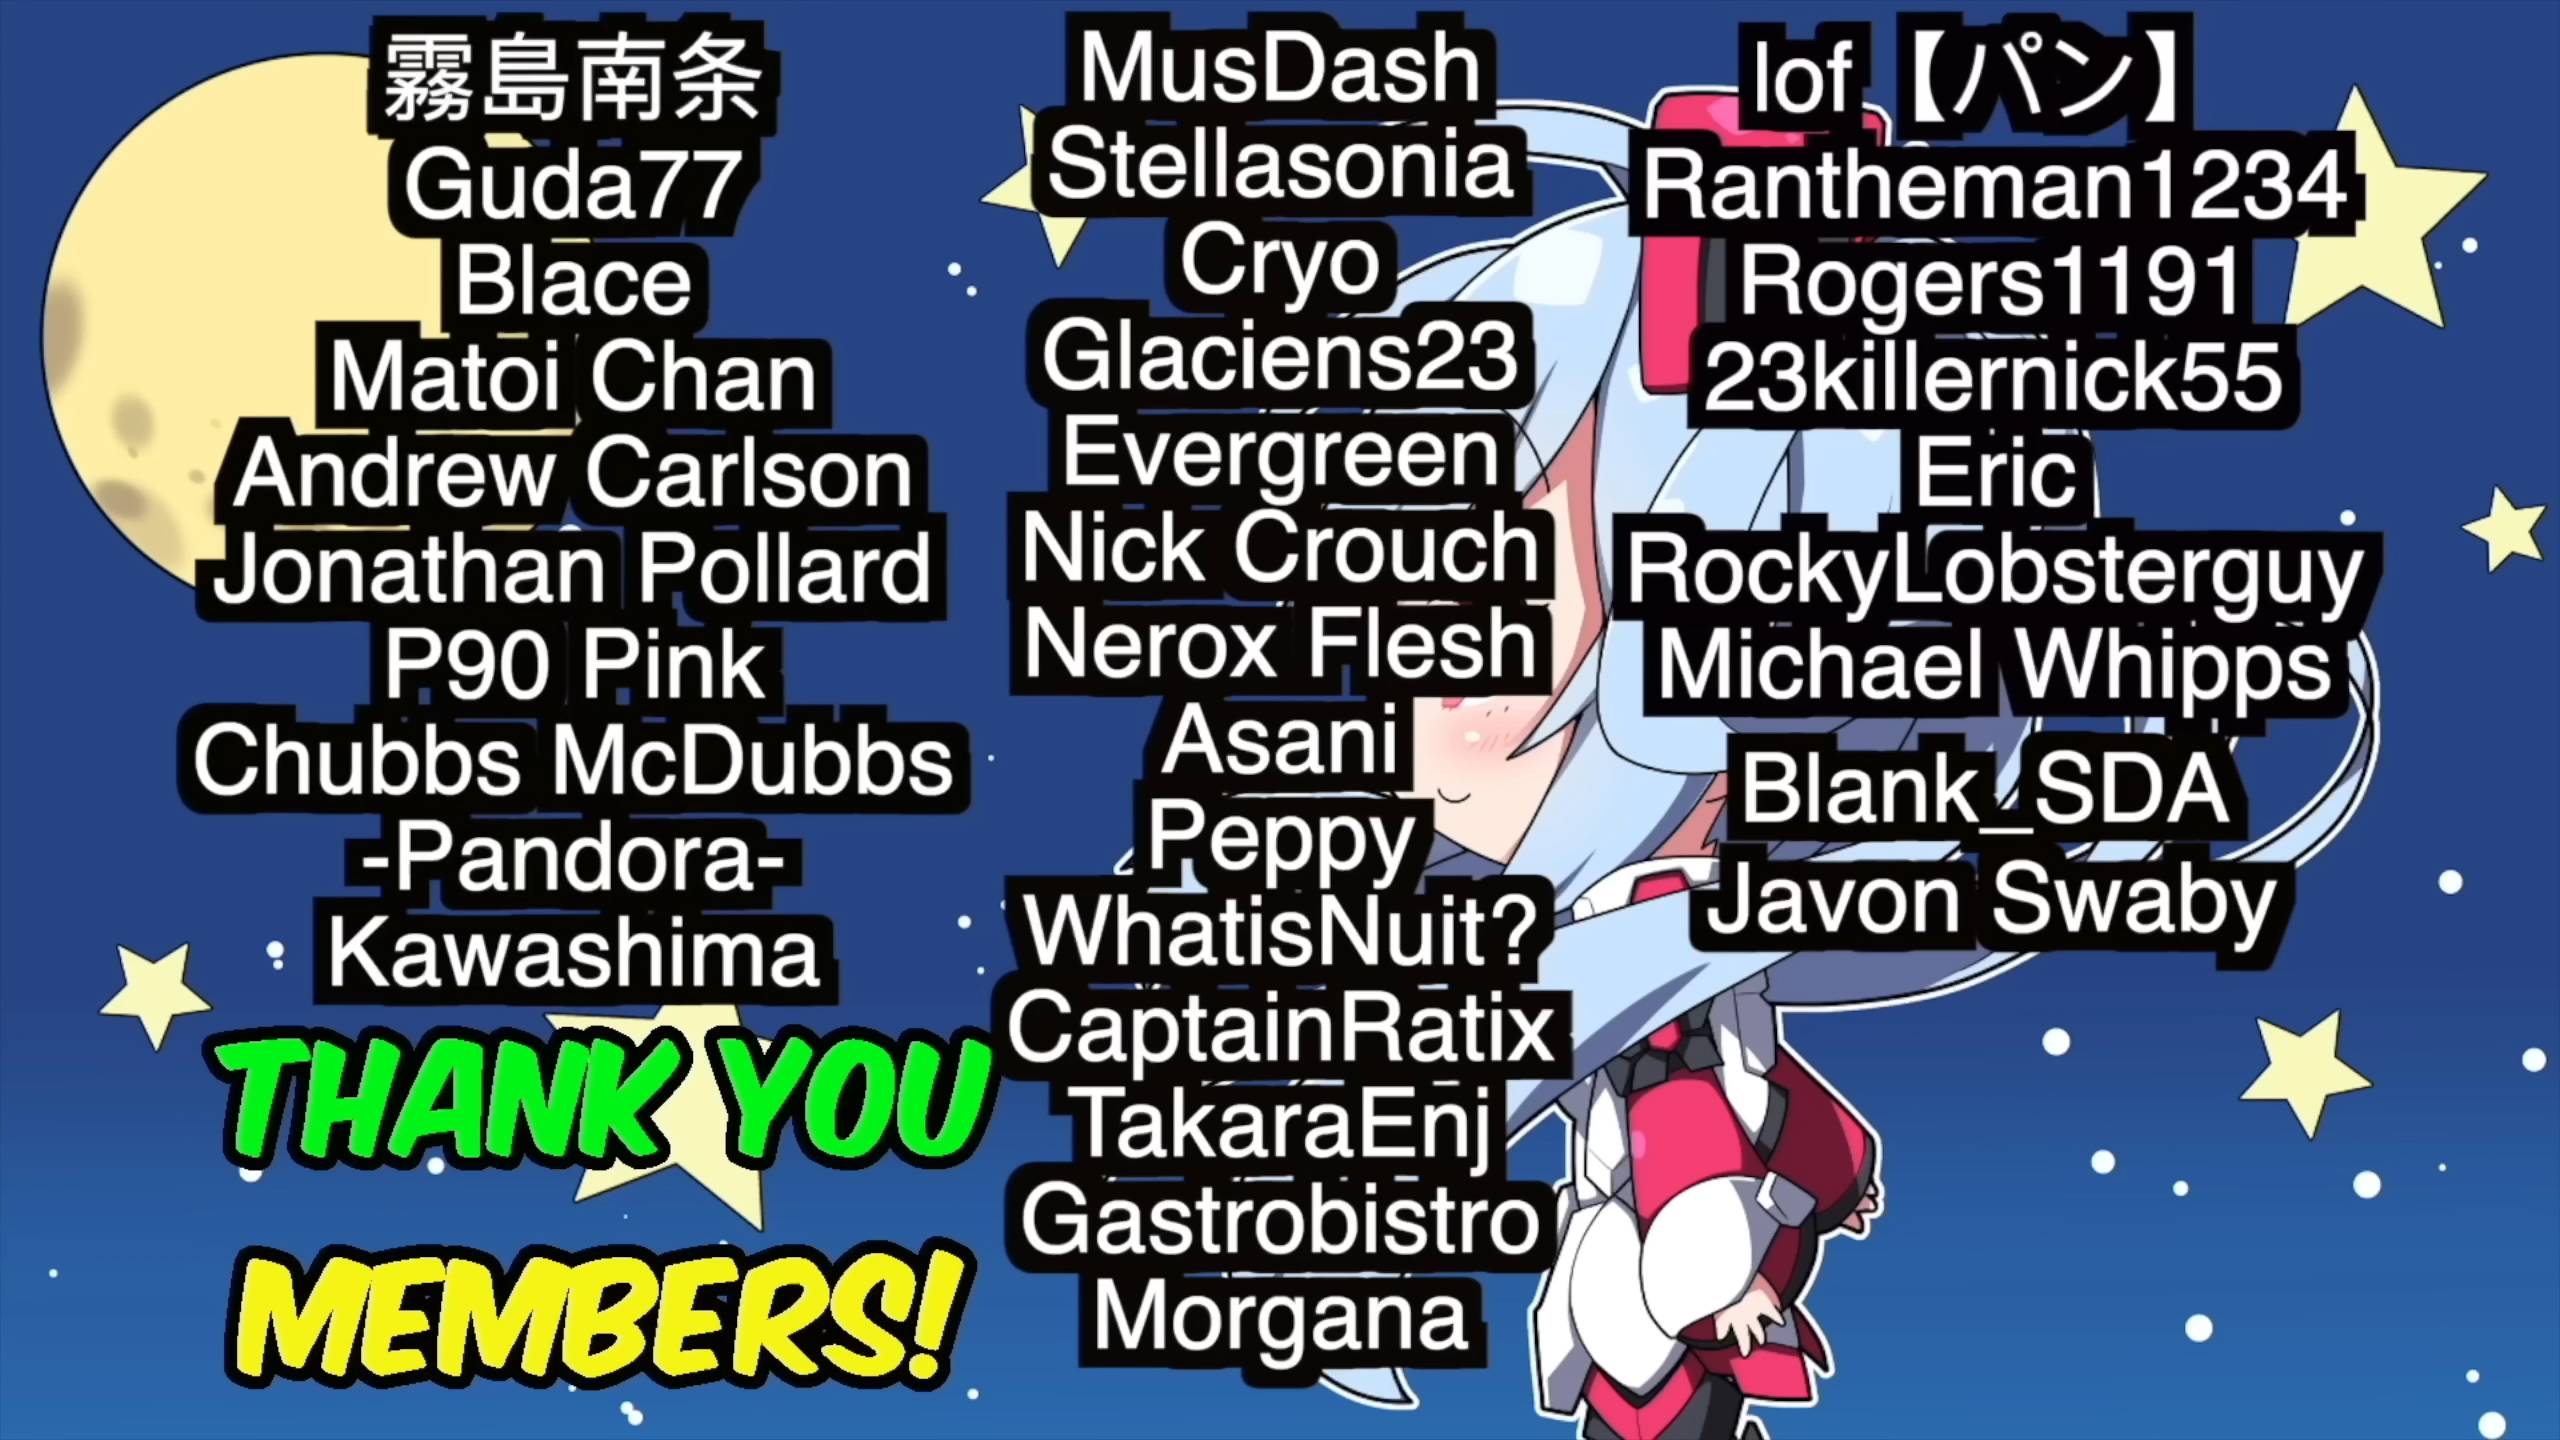 霧島南条
Guda77
Blace
Matoi Chan
Andrew Carlson
Jonathan Pollard
P90 Pink
Chubbs McDubbs
-Pandora-
Kawashima
THANK YOU
MEMBERS!
MusDash
Stellasonia
Cryo
Glaciens23
Evergreen
Nick Crouch
Nerox Flesh
Asani
Peppy
WhatisNuit?
CaptainRatix
TakaraEnj
Gastrobistro
Morgana
lof【パン】
Rantheman1234
Rogers1191
23killernick55
Eric
RockyLobsterguy
Michael Whipps
Blank_SDA
Javon Swaby